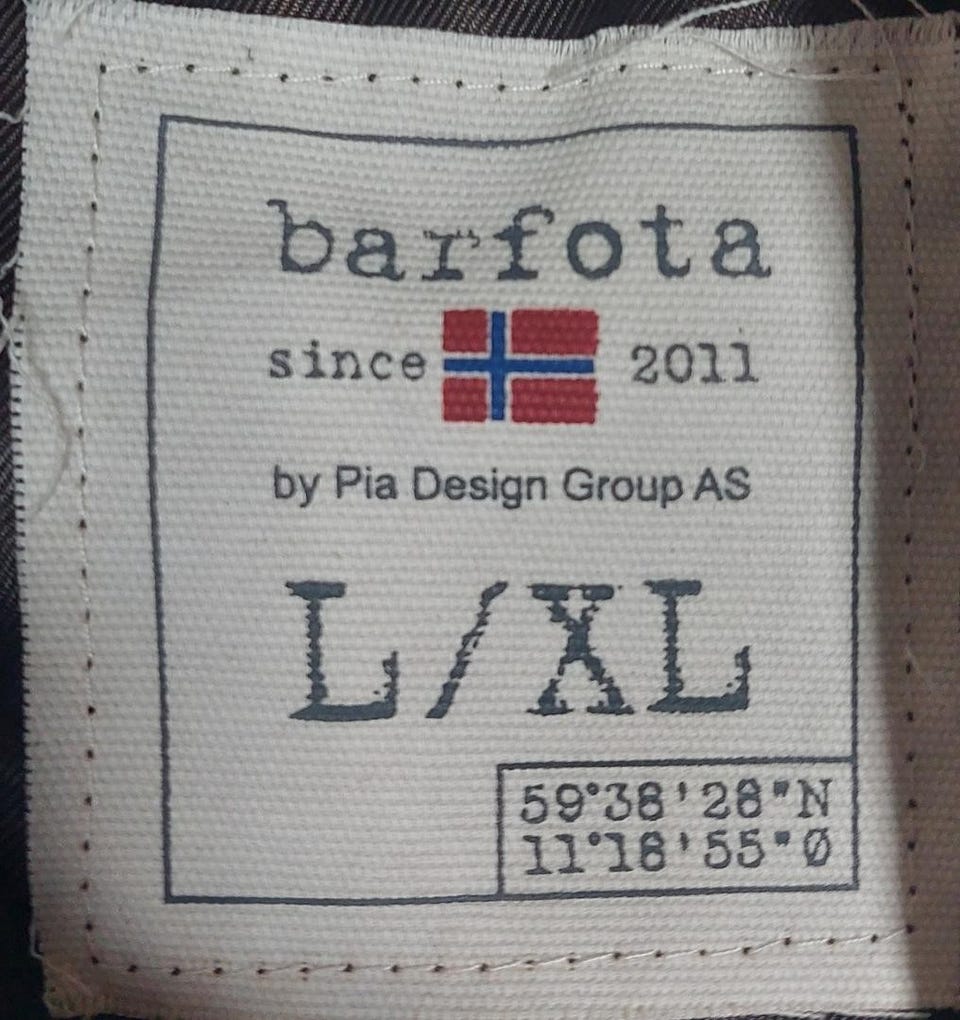 barfota
since 2011
by Pia Design Group AS
L/XL
59°38'28"N
11°18'55"Ø